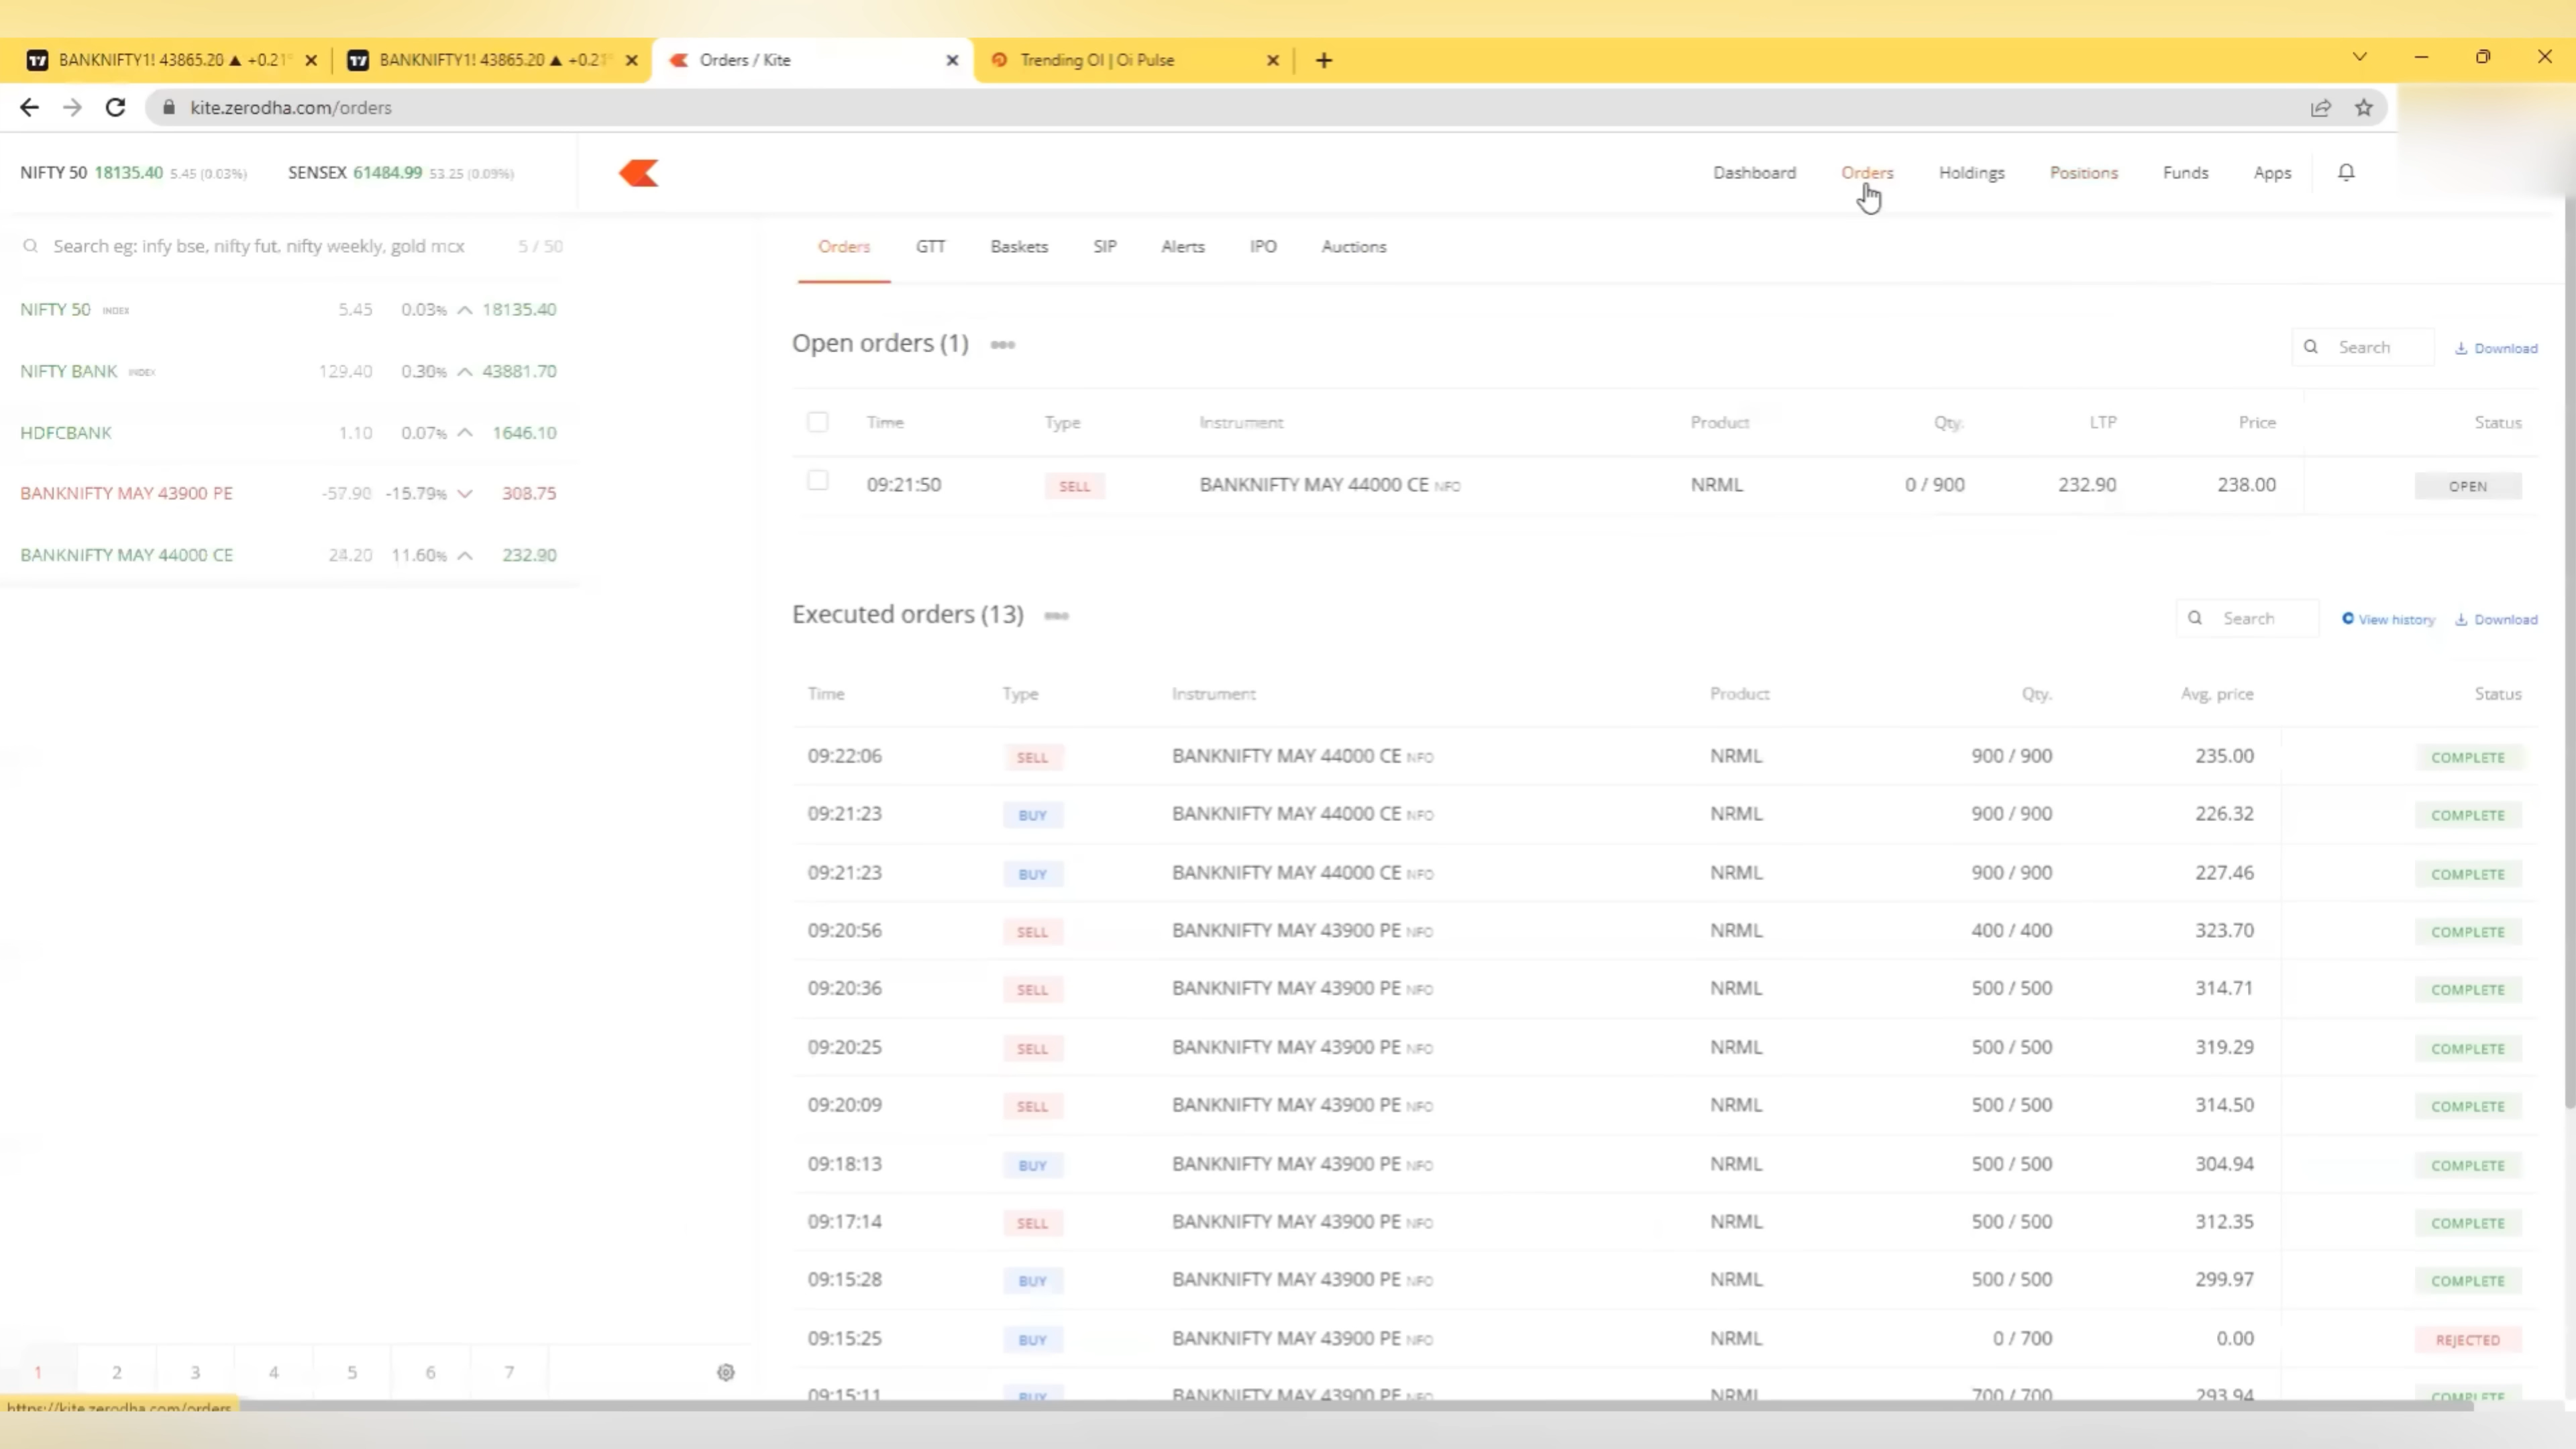 BANKNIFTY1! 43865.20 ▲ +0.21
BANKNIFTY1! 43865.20 ▲ +0.21
Orders / Kite
Trending OI | Oi Pulse
kite.zerodha.com/orders
NIFTY 50 18135.40 5.45 (0.03%) SENSEX 61484.99 53.25 (0.09%)
Dashboard Orders Holdings Positions Funds Apps
Search eg: infy bse, nifty fut, nifty weekly, gold mcx 5 / 50
NIFTY 50 INDEX 5.45 0.03% 18135.40
NIFTY BANK INDEX 129.40 0.30% 43881.70
HDFCBANK 1.10 0.07% 1646.10
BANKNIFTY MAY 43900 PE -57.90 -15.79% 308.75
BANKNIFTY MAY 44000 CE 24.20 11.60% 232.90
1 2 3 4 5 6 7
https://kite.zerodha.com/orders
Orders GTT Baskets SIP Alerts IPO Auctions
Open orders (1)
Search Download
Time Type Instrument Product Qty. LTP Price Status
09:21:50 SELL BANKNIFTY MAY 44000 CE NFO NRML 0 / 900 232.90 238.00 OPEN
Executed orders (13)
Search View history Download
Time Type Instrument Product Qty. Avg. price Status
09:22:06 SELL BANKNIFTY MAY 44000 CE NFO NRML 900 / 900 235.00 COMPLETE
09:21:23 BUY BANKNIFTY MAY 44000 CE NFO NRML 900 / 900 226.32 COMPLETE
09:21:23 BUY BANKNIFTY MAY 44000 CE NFO NRML 900 / 900 227.46 COMPLETE
09:20:56 SELL BANKNIFTY MAY 43900 PE NFO NRML 400 / 400 323.70 COMPLETE
09:20:36 SELL BANKNIFTY MAY 43900 PE NFO NRML 500 / 500 314.71 COMPLETE
09:20:25 SELL BANKNIFTY MAY 43900 PE NFO NRML 500 / 500 319.29 COMPLETE
09:20:09 SELL BANKNIFTY MAY 43900 PE NFO NRML 500 / 500 314.50 COMPLETE
09:18:13 BUY BANKNIFTY MAY 43900 PE NFO NRML 500 / 500 304.94 COMPLETE
09:17:14 SELL BANKNIFTY MAY 43900 PE NFO NRML 500 / 500 312.35 COMPLETE
09:15:28 BUY BANKNIFTY MAY 43900 PE NFO NRML 500 / 500 299.97 COMPLETE
09:15:25 BUY BANKNIFTY MAY 43900 PE NFO NRML 0 / 700 0.00 REJECTED
09:15:11 BUY BANKNIFTY MAY 43900 PE NFO NRML 700 / 700 293.94 COMPLETE